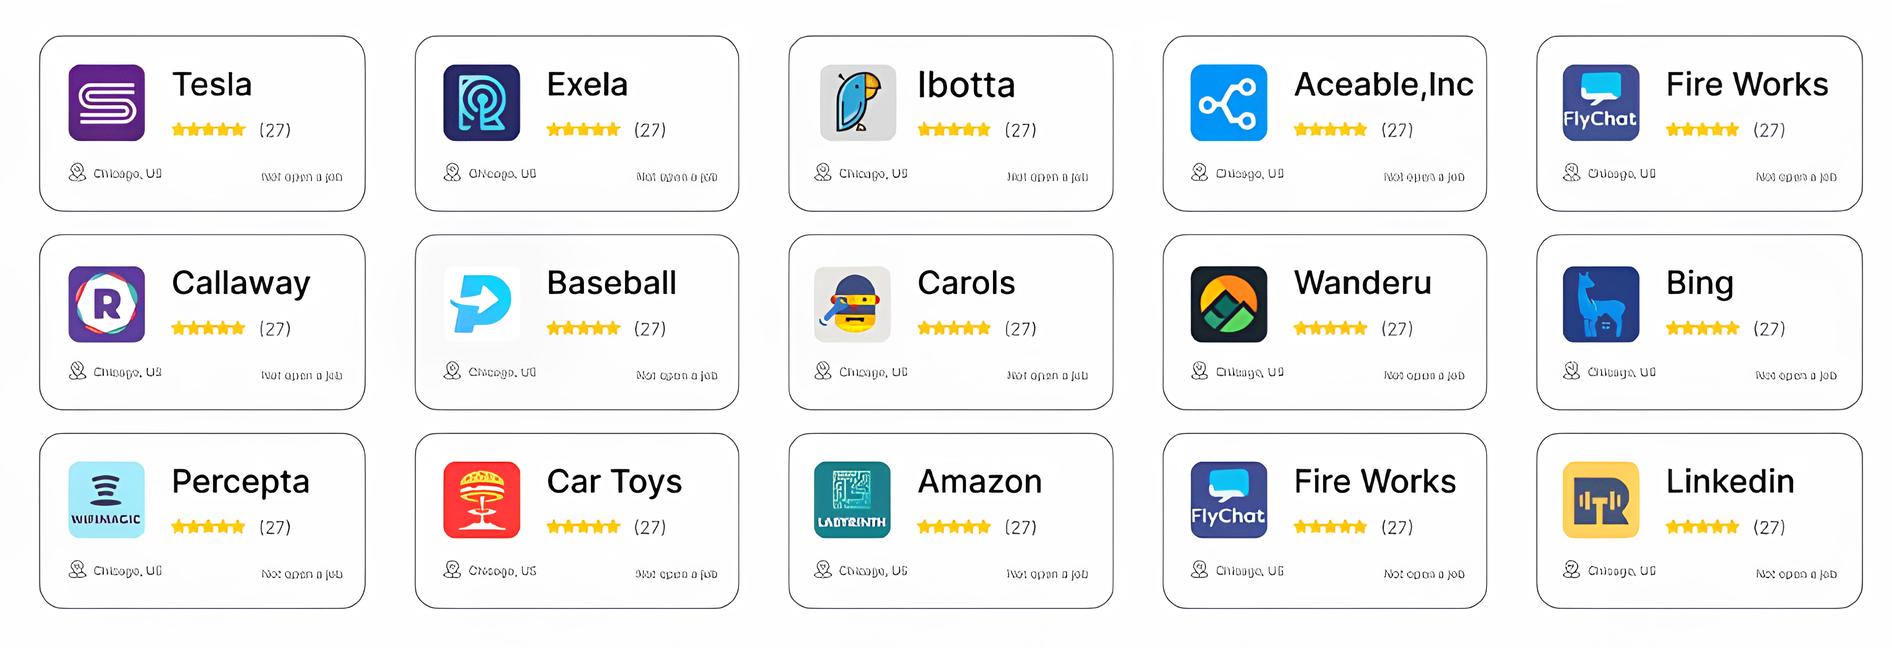 Tesla
(27)
Chicago, US
Not open a job
Exela
(27)
Chicago, US
Not open a job
Ibotta
(27)
Chicago, US
Not open a job
Aceable,Inc
(27)
Chicago, US
Not open a job
FlyChat
Fire Works
(27)
Chicago, US
Not open a job
R
Callaway
(27)
Chicago, US
Not open a job
Baseball
(27)
Chicago, US
Not open a job
Carols
(27)
Chicago, US
Not open a job
Wanderu
(27)
Chicago, US
Not open a job
Bing
(27)
Chicago, US
Not open a job
WIFIMAGIC
Percepta
(27)
Chicago, US
Not open a job
Car Toys
(27)
Chicago, US
Not open a job
LABYRINTH
Amazon
(27)
Chicago, US
Not open a job
FlyChat
Fire Works
(27)
Chicago, US
Not open a job
Linkedin
(27)
Chicago, US
Not open a job